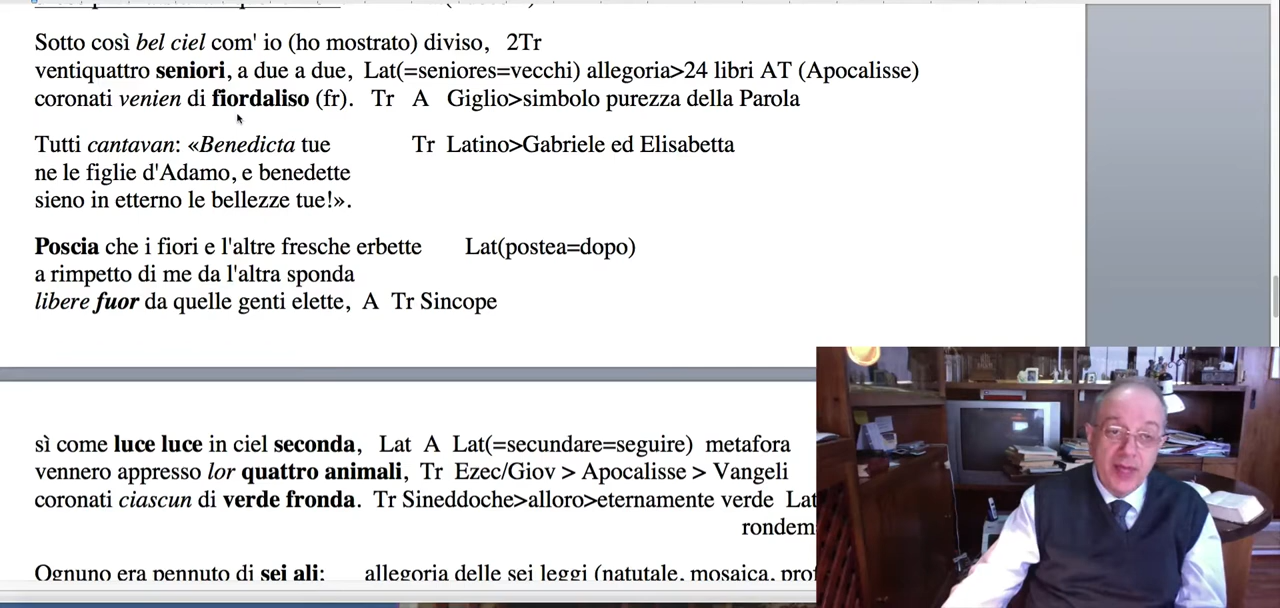 Sotto così bel ciel com' io (ho mostrato) diviso, 2Tr
ventiquattro seniori, a due a due, Lat(=seniores=vecchi) allegoria>24 libri AT (Apocalisse)
coronati venien di fiordaliso (fr). Tr A Giglio>simbolo purezza della Parola
Tutti cantavan: «Benedicta tue Tr Latino>Gabriele ed Elisabetta
ne le figlie d'Adamo, e benedette
sieno in etterno le bellezze tue!».
Poscia che i fiori e l'altre fresche erbette Lat(postea=dopo)
a rimpetto di me da l'altra sponda
libere fuor da quelle genti elette, A Tr Sincope
sì come luce luce in ciel seconda, Lat A Lat(=secundare=seguire) metafora
vennero appresso lor quattro animali, Tr Ezec/Giov > Apocalisse > Vangeli
coronati ciascun di verde fronda. Tr Sineddoche>alloro>eternamente verde Lat
rondem
Ognuno era pennuto di sei ali; allegoria delle sei leggi (natutale, mosaica,